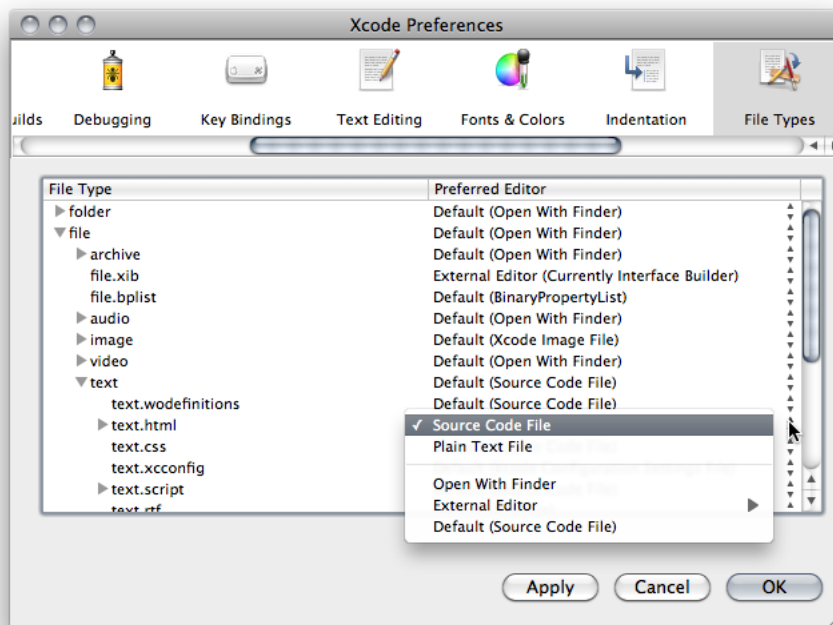 Xcode Preferences
uilds Debugging Key Bindings Text Editing Fonts & Colors Indentation File Types
File Type Preferred Editor
folder Default (Open With Finder)
file Default (Open With Finder)
archive Default (Open With Finder)
file.xib External Editor (Currently Interface Builder)
file.bplist Default (BinaryPropertyList)
audio Default (Open With Finder)
image Default (Xcode Image File)
video Default (Open With Finder)
text Default (Source Code File)
text.wodefinitions Default (Source Code File)
text.html Source Code File
text.css Plain Text File
text.xcconfig
text.script Open With Finder
text.rtf External Editor
Default (Source Code File)
Apply Cancel OK